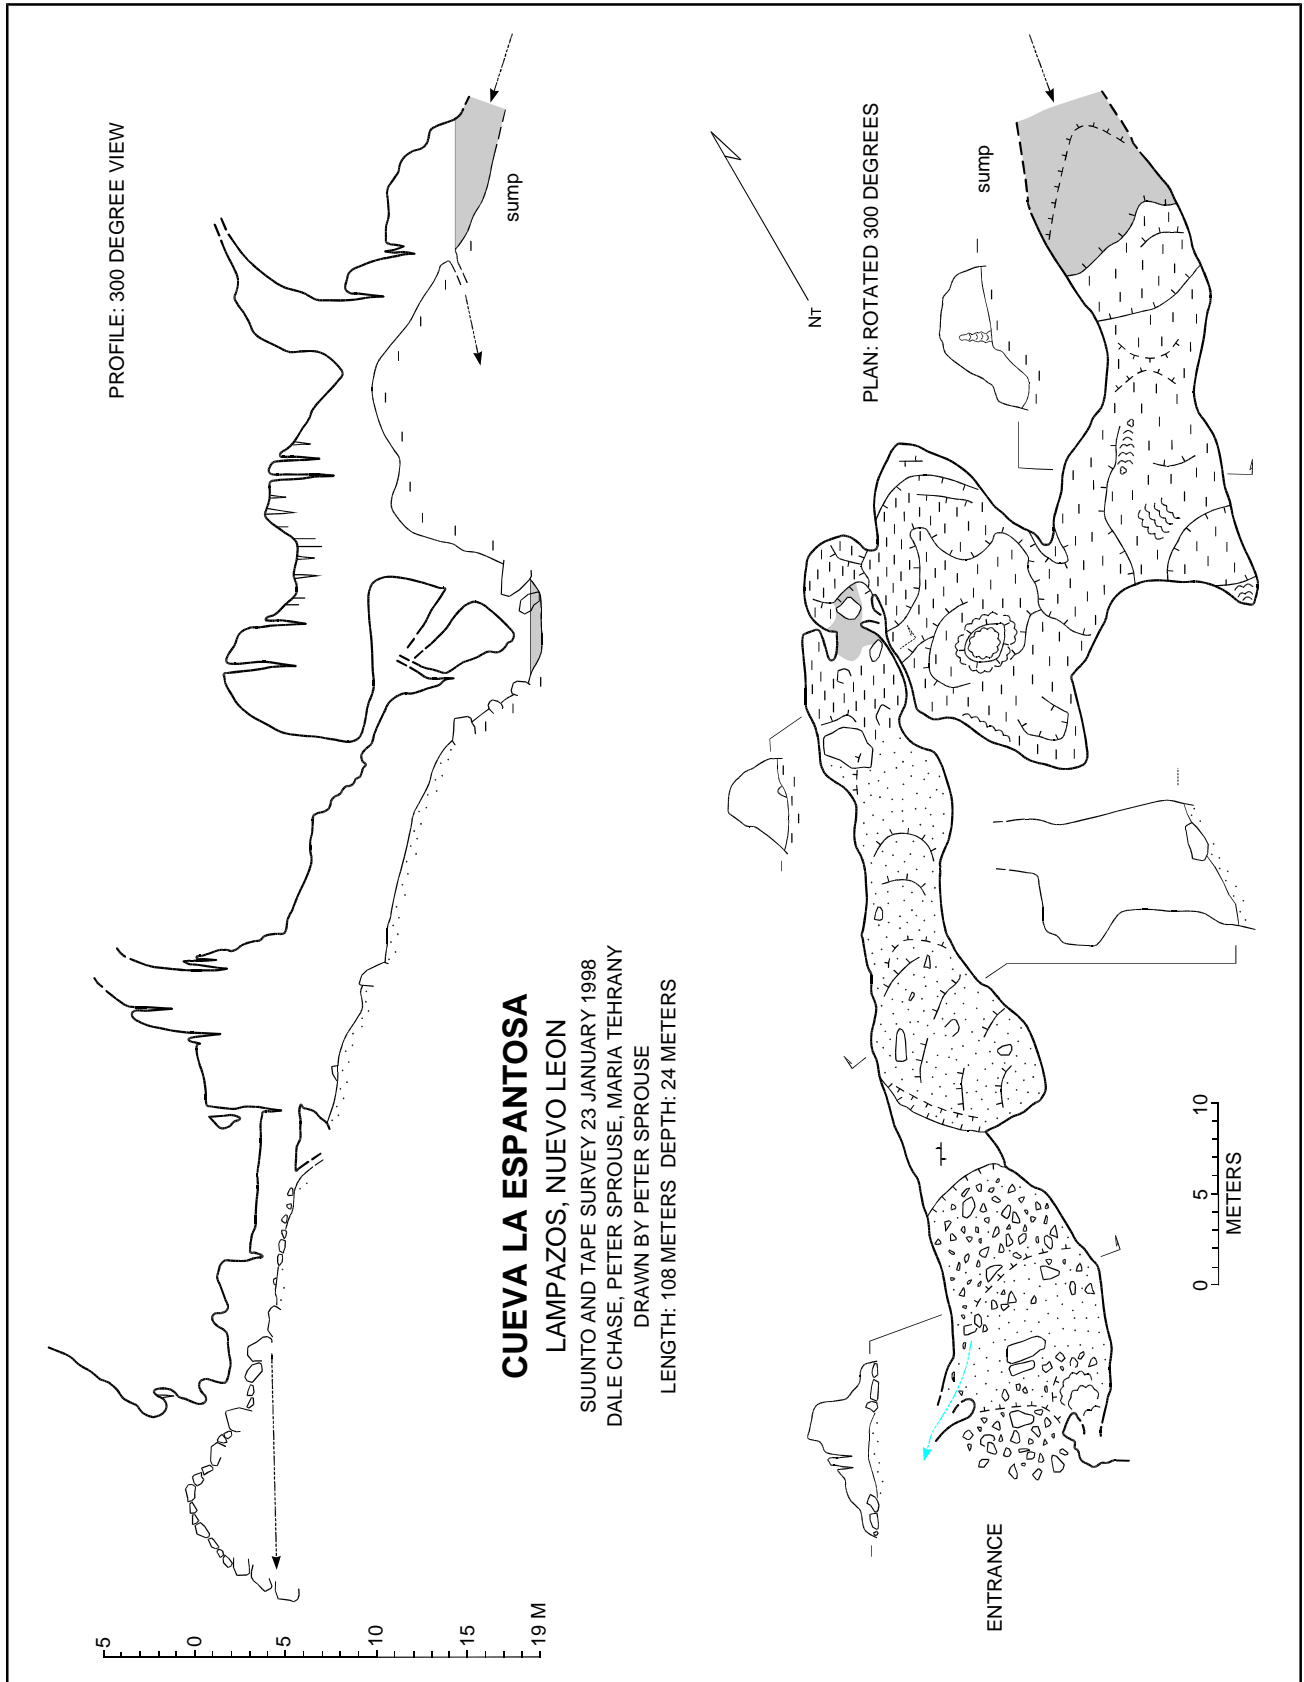 PROFILE: 300 DEGREE VIEW
sump
NT
PLAN: ROTATED 300 DEGREES
sump
CUEVA LA ESPANTOSA
LAMPAZOS, NUEVO LEON
SUUNTO AND TAPE SURVEY 23 JANUARY 1998
DALE CHASE, PETER SPROUSE, MARIA TEHRANY
DRAWN BY PETER SPROUSE
LENGTH: 108 METERS DEPTH: 24 METERS
0 5 10
METERS
ENTRANCE
5
0
5
10
15
19 M